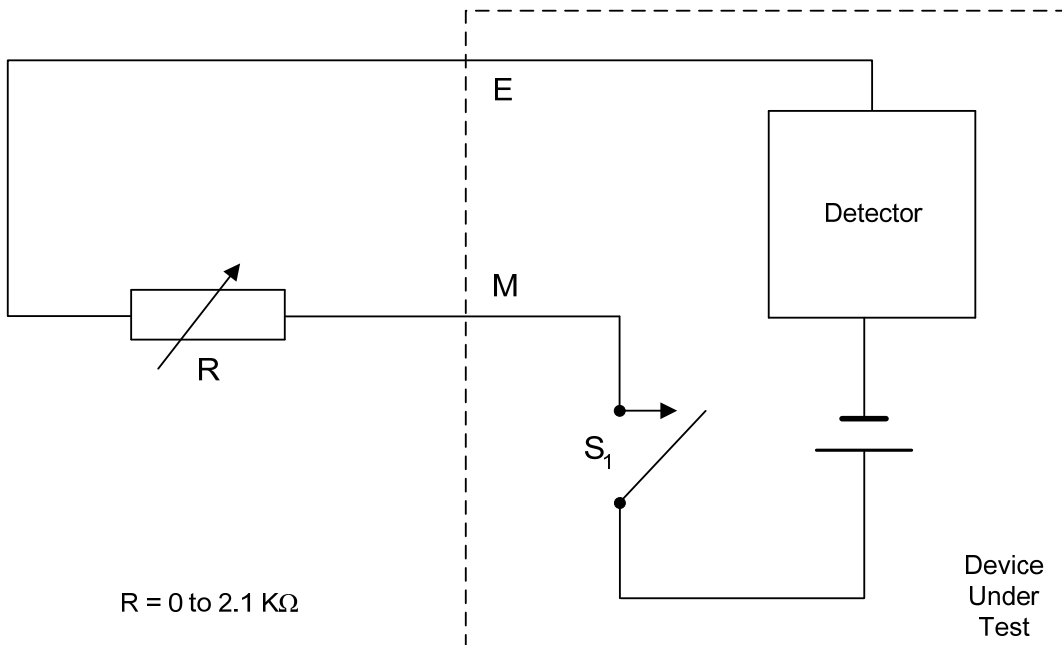 E
Detector
M
R
S₁
R = 0 to 2.1 KΩ
Device
Under
Test